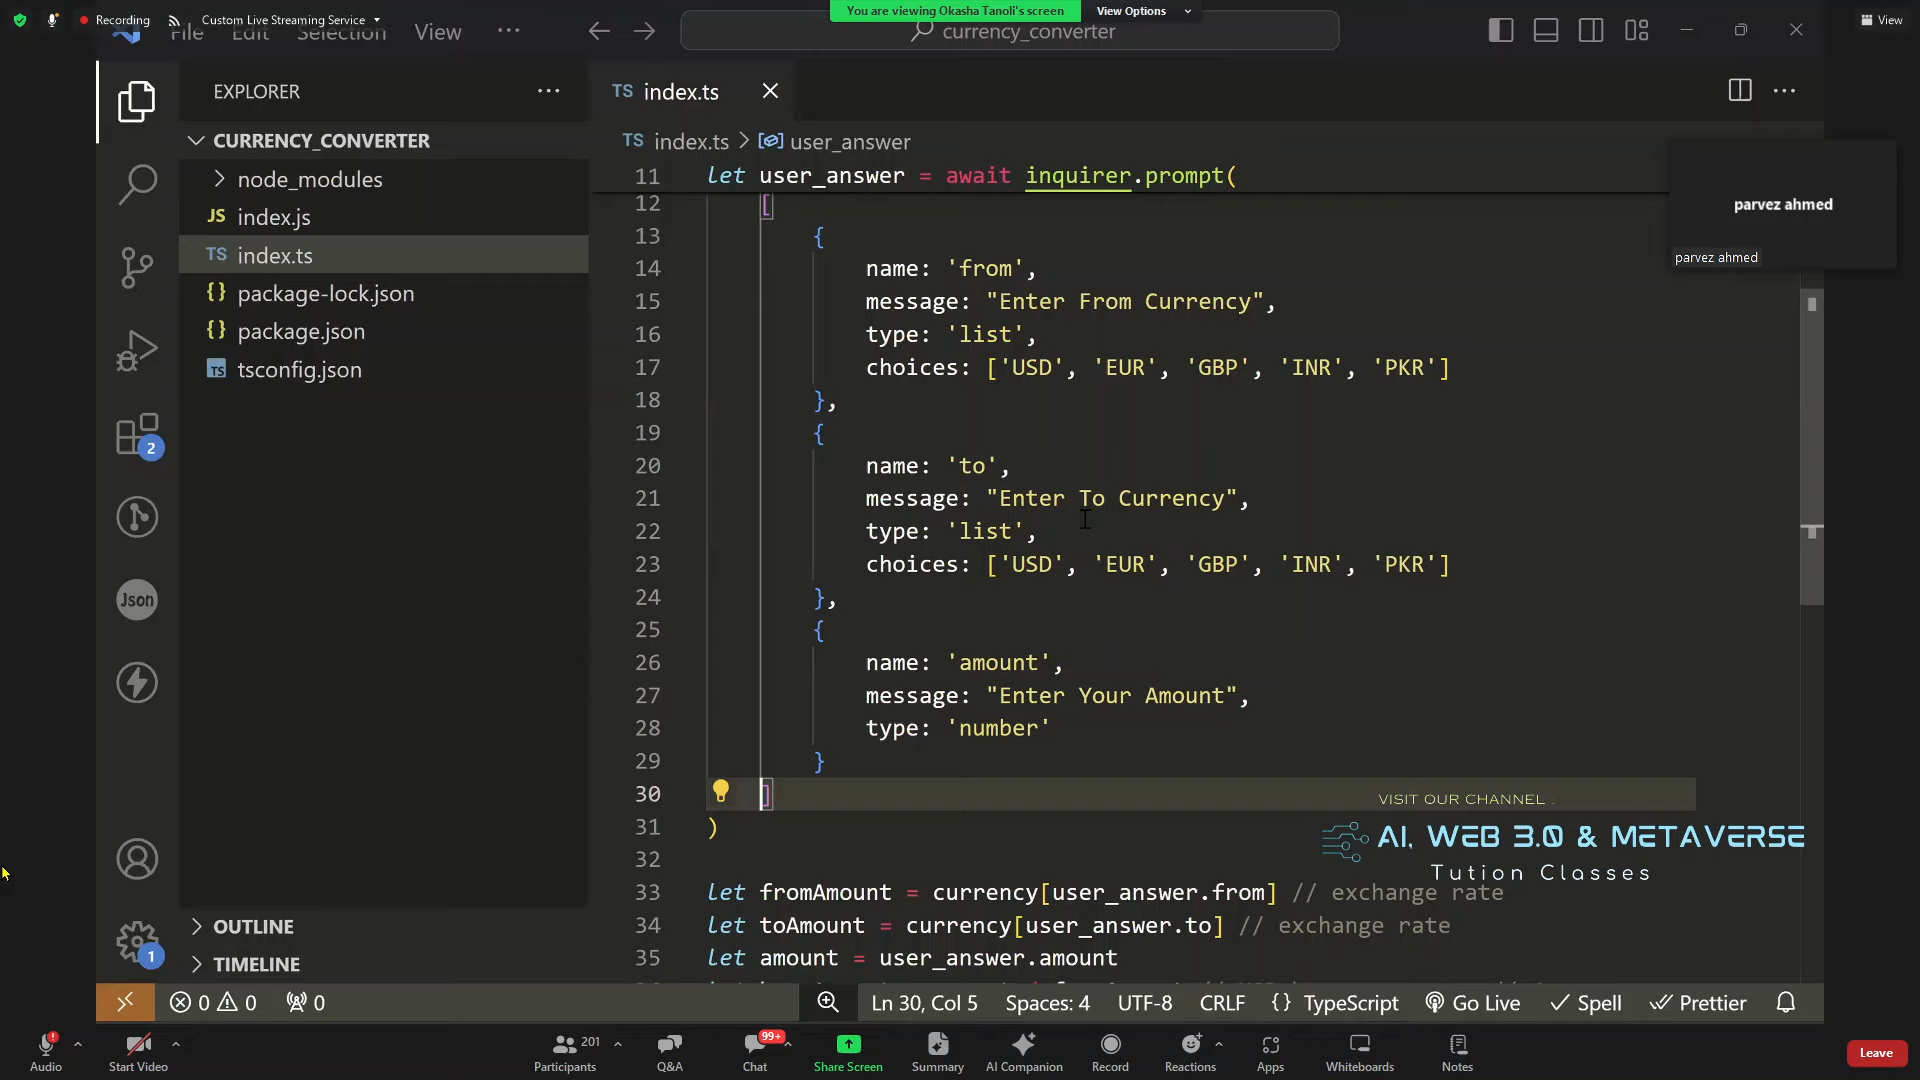 Recording
Custom Live Streaming Service
You are viewing Okasha Tanoli's screen
View Options
View
File Edit Selection View
currency_converter
EXPLORER
TS index.ts
CURRENCY_CONVERTER
TS index.ts > user_answer
node_modules
JS index.js
TS index.ts
{} package-lock.json
{} package.json
TS tsconfig.json
parvez ahmed
parvez ahmed
11 let user_answer = await inquirer.prompt(
12 [
13 {
14 name: 'from',
15 message: "Enter From Currency",
16 type: 'list',
17 choices: ['USD', 'EUR', 'GBP', 'INR', 'PKR']
18 },
19 {
20 name: 'to',
21 message: "Enter To Currency",
22 type: 'list',
23 choices: ['USD', 'EUR', 'GBP', 'INR', 'PKR']
24 },
25 {
26 name: 'amount',
27 message: "Enter Your Amount",
28 type: 'number'
29 }
30 ]
31 )
32
33 let fromAmount = currency[user_answer.from] // exchange rate
34 let toAmount = currency[user_answer.to] // exchange rate
35 let amount = user_answer.amount
2
Json
1
VISIT OUR CHANNEL :
AI, WEB 3.0 & METAVERSE
Tution Classes
OUTLINE
TIMELINE
0 0 0
Ln 30, Col 5 Spaces: 4 UTF-8 CRLF {} TypeScript Go Live Spell Prettier
Audio
Start Video
201
Participants
Q&A
99+
Chat
Share Screen
Summary
AI Companion
Record
Reactions
Apps
Whiteboards
Notes
Leave